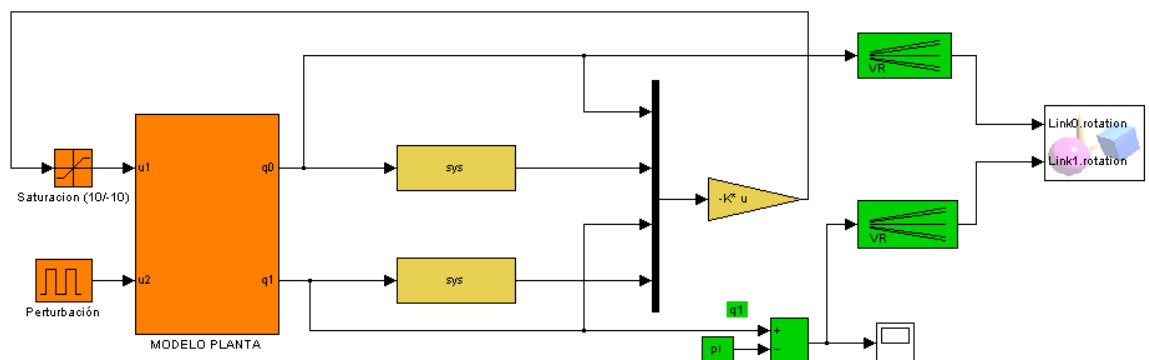 VR
Link0.rotation
Link1.rotation
u1
q0
sys
Saturacion (10/-10)
-K* u
VR
u2
q1
sys
Perturbación
q1
+
pi
−
MODELO PLANTA